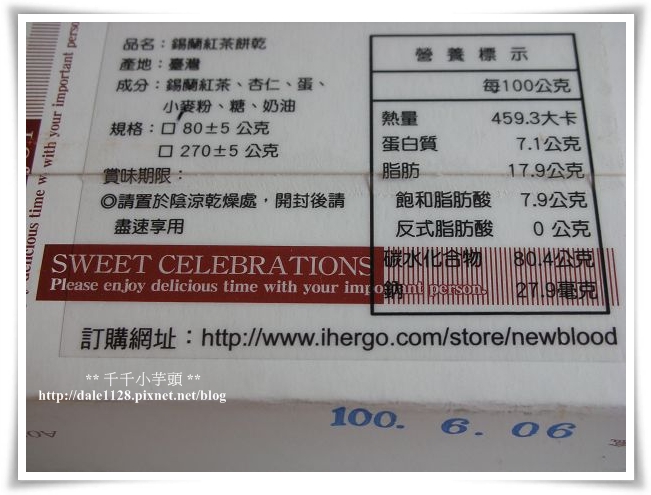 品名：錫蘭紅茶餅乾
產地：臺灣
成分：錫蘭紅茶、杏仁、蛋、
小麥粉、糖、奶油
規格：□ 80±5 公克
□ 270±5 公克
賞味期限：
◎請置於陰涼乾燥處，開封後請
盡速享用
營養標示
每100公克
熱量 459.3大卡
蛋白質 7.1公克
脂肪 17.9公克
飽和脂肪酸 7.9公克
反式脂肪酸 0 公克
碳水化合物 80.4公克
鈉 27.9毫克
SWEET CELEBRATIONS
Please enjoy delicious time with your important person.
訂購網址：http://www.ihergo.com/store/newblood
** 千千小芋頭 **
http://dale1128.pixnet.net/blog
100. 6. 06
delicious time with your important person